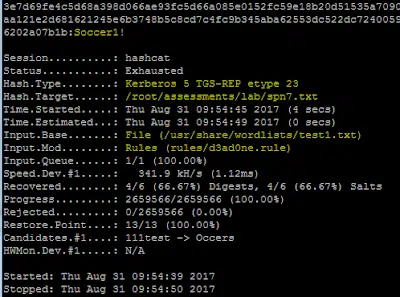 3e7d69fe4c5d68a398d066ae93fc5d66a085e0152fc59e18b20d51535a7090
aa121e2d681621245e6b3748b5c8cd7c4fc9b345aba62553dc522dc7240059
6202a07b1b:Soccer1!
Session..........: hashcat
Status...........: Exhausted
Hash.Type........: Kerberos 5 TGS-REP etype 23
Hash.Target......: /root/assessments/lab/spn7.txt
Time.Started.....: Thu Aug 31 09:54:45 2017 (4 secs)
Time.Estimated...: Thu Aug 31 09:54:49 2017 (0 secs)
Input.Base.......: File (/usr/share/wordlists/test1.txt)
Input.Mod........: Rules (rules/d3ad0ne.rule)
Input.Queue......: 1/1 (100.00%)
Speed.Dev.#1.....:   341.9 kH/s (1.12ms)
Recovered........: 4/6 (66.67%) Digests, 4/6 (66.67%) Salts
Progress.........: 2659566/2659566 (100.00%)
Rejected.........: 0/2659566 (0.00%)
Restore.Point....: 13/13 (100.00%)
Candidates.#1....: 111test -> Occers
HWMon.Dev.#1.....: N/A
Started: Thu Aug 31 09:54:39 2017
Stopped: Thu Aug 31 09:54:50 2017